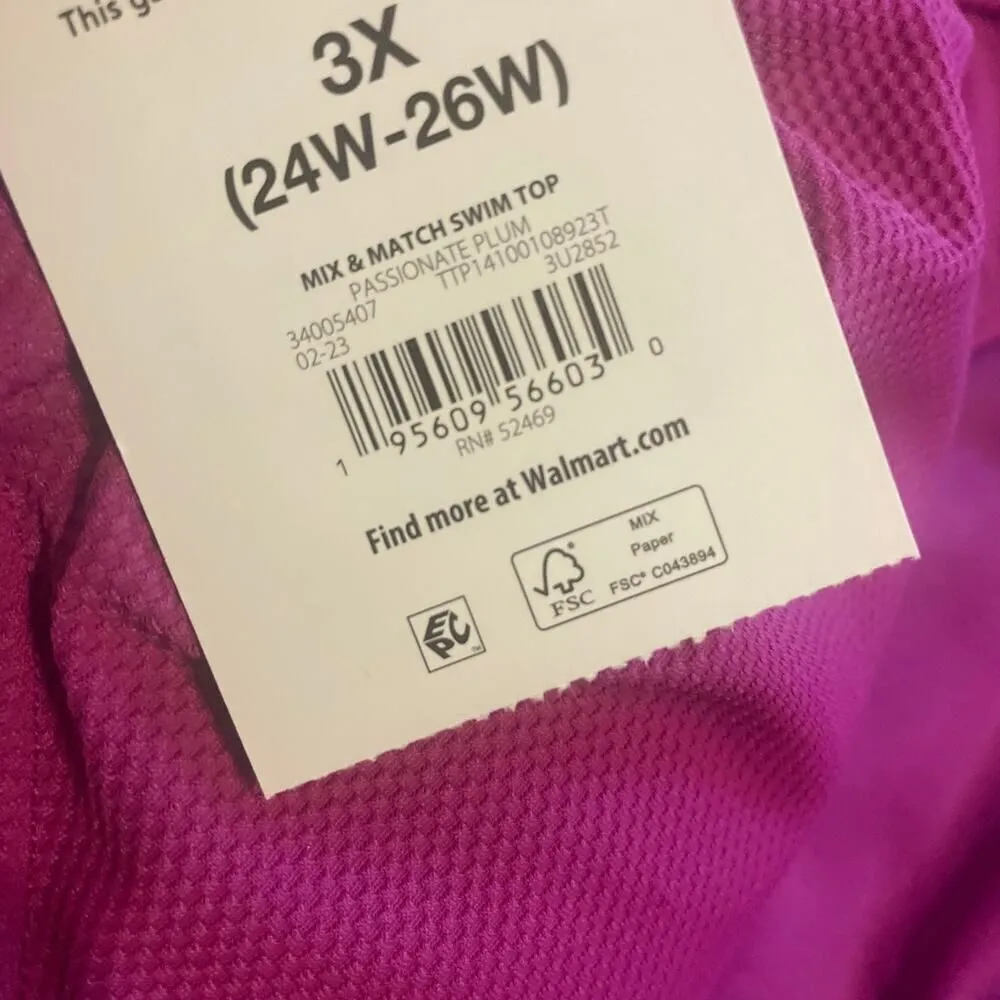 This
3X
(24W-26W)
MIX & MATCH SWIM TOP
PASSIONATE PLUM
34005407 TTP14100108923T
02-23 3U2852
1 95609 56603 0
RN# 52469
Find more at Walmart.com
MIX
Paper
FSC® C043894
FSC
EPC™